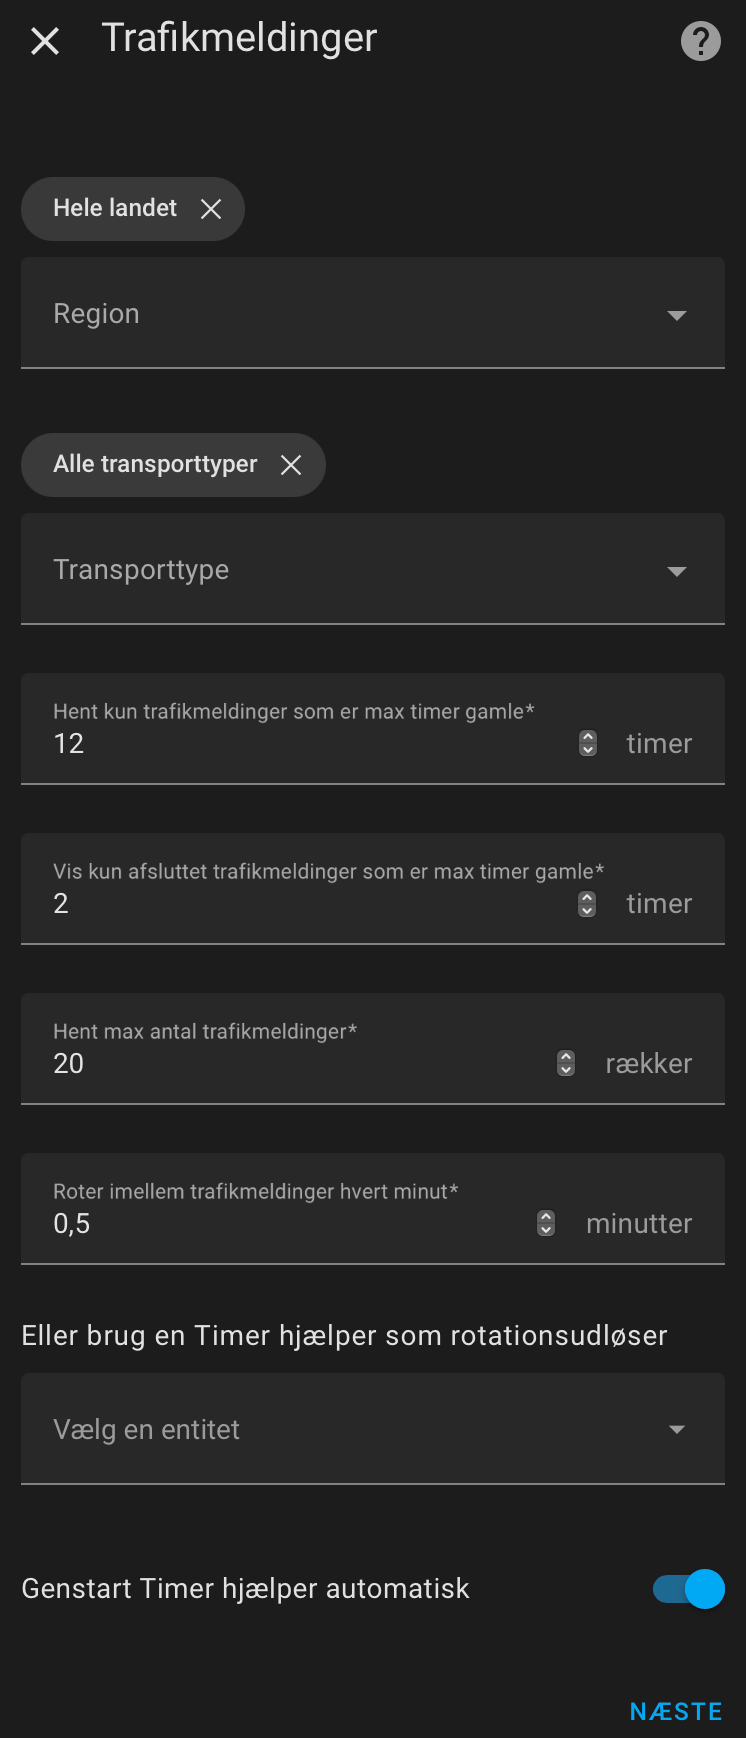 Trafikmeldinger
Hele landet
Region
Alle transporttyper
Transporttype
Hent kun trafikmeldinger som er max timer gamle*
12 timer
Vis kun afsluttet trafikmeldinger som er max timer gamle*
2 timer
Hent max antal trafikmeldinger*
20 rækker
Roter imellem trafikmeldinger hvert minut*
0,5 minutter
Eller brug en Timer hjælper som rotationsudløser
Vælg en entitet
Genstart Timer hjælper automatisk
NÆSTE